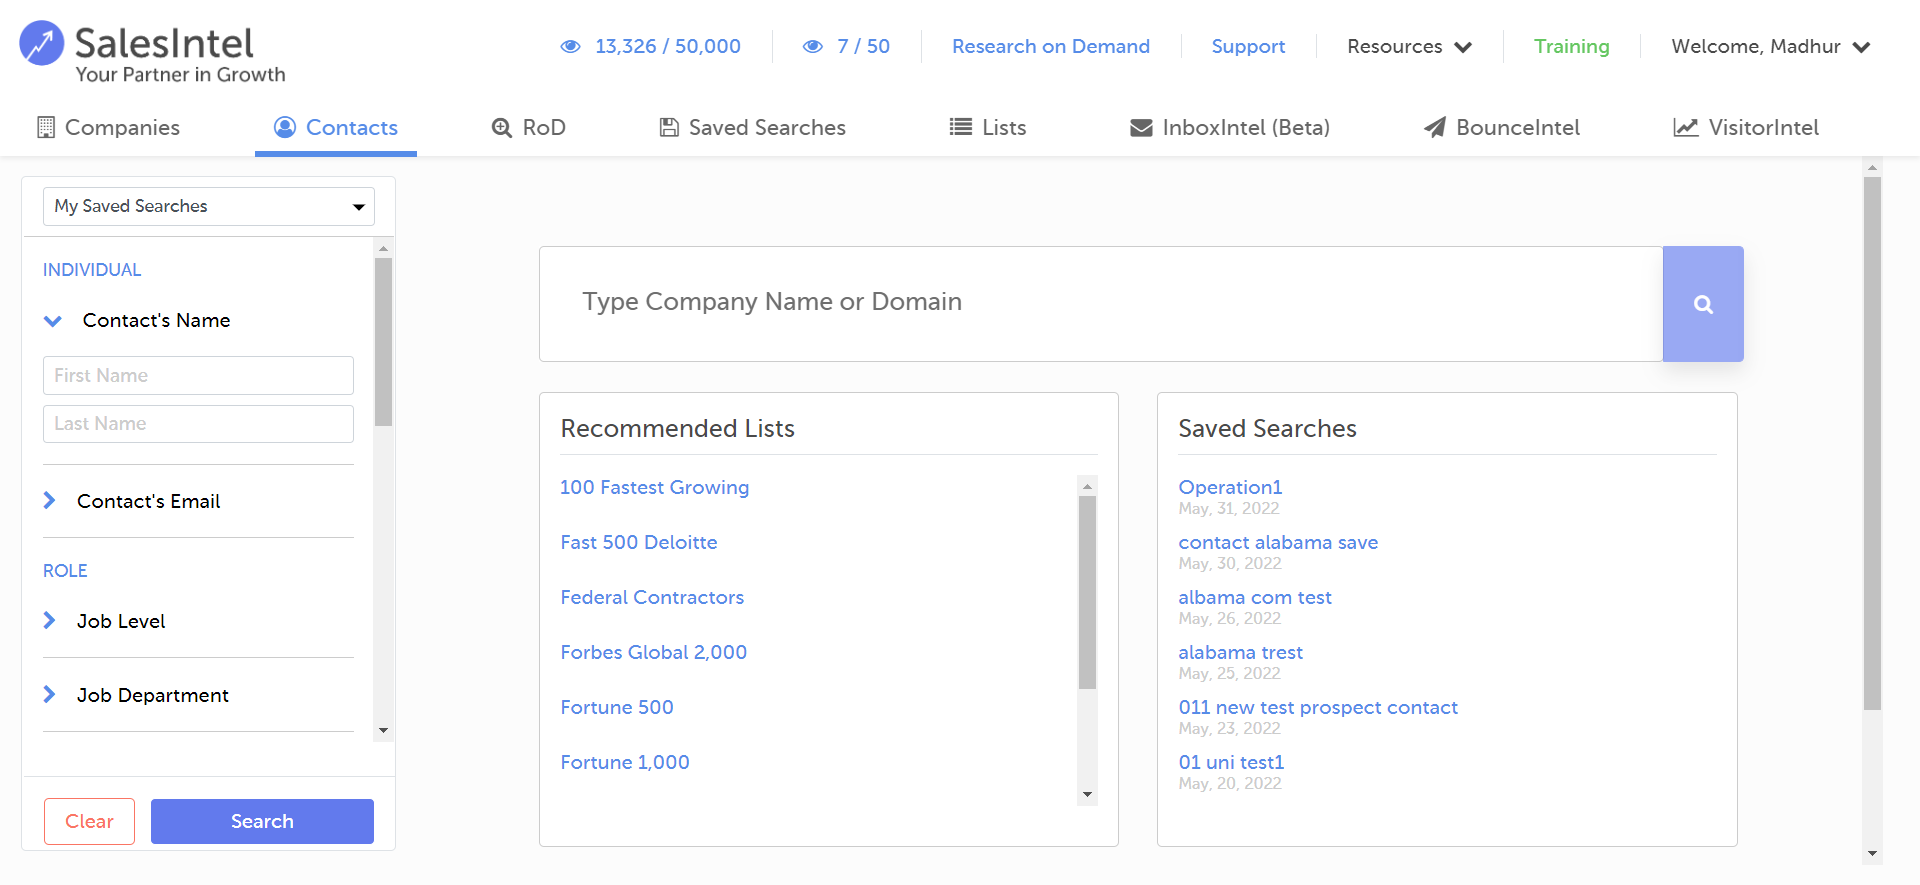 SalesIntel
Your Partner in Growth
13,326 / 50,000
7 / 50
Research on Demand
Support
Resources
Training
Welcome, Madhur
Companies
Contacts
RoD
Saved Searches
Lists
InboxIntel (Beta)
BounceIntel
VisitorIntel
My Saved Searches
INDIVIDUAL
Contact's Name
First Name
Last Name
Contact's Email
ROLE
Job Level
Job Department
Clear
Search
Type Company Name or Domain
Recommended Lists
100 Fastest Growing
Fast 500 Deloitte
Federal Contractors
Forbes Global 2,000
Fortune 500
Fortune 1,000
Saved Searches
Operation1
May, 31, 2022
contact alabama save
May, 30, 2022
albama com test
May, 26, 2022
alabama trest
May, 25, 2022
011 new test prospect contact
May, 23, 2022
01 uni test1
May, 20, 2022